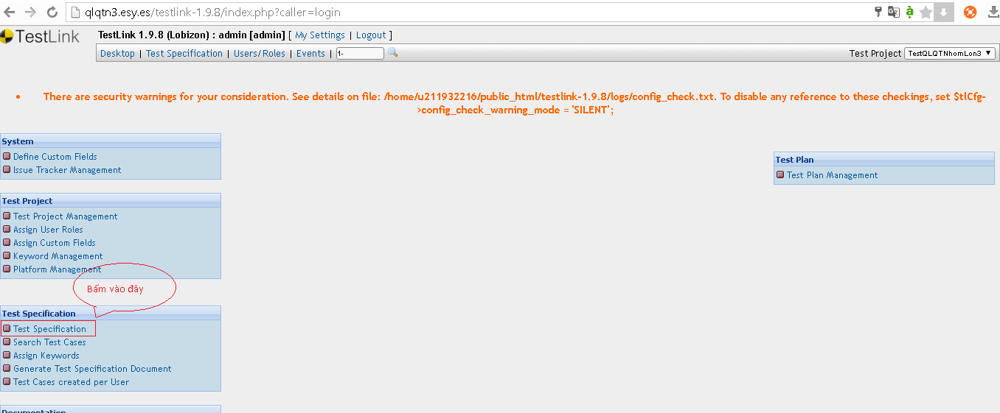 qlqtn3.esy.es/testlink-1.9.8/index.php?caller=login
TestLink
TestLink 1.9.8 (Lobizon) : admin [admin] [ My Settings | Logout ]
Desktop | Test Specification | Users/Roles | Events | 1-
Test Project TestQLQTNhomLon3
There are security warnings for your consideration. See details on file: /home/u211932216/public_html/testlink-1.9.8/logs/config_check.txt. To disable any reference to these checkings, set $tlCfg-
>config_check_warning_mode = 'SILENT';
System
Define Custom Fields
Issue Tracker Management
Test Plan
Test Plan Management
Test Project
Test Project Management
Assign User Roles
Assign Custom Fields
Keyword Management
Platform Management
Bấm vào đây
Test Specification
Test Specification
Search Test Cases
Assign Keywords
Generate Test Specification Document
Test Cases created per User
Documentation